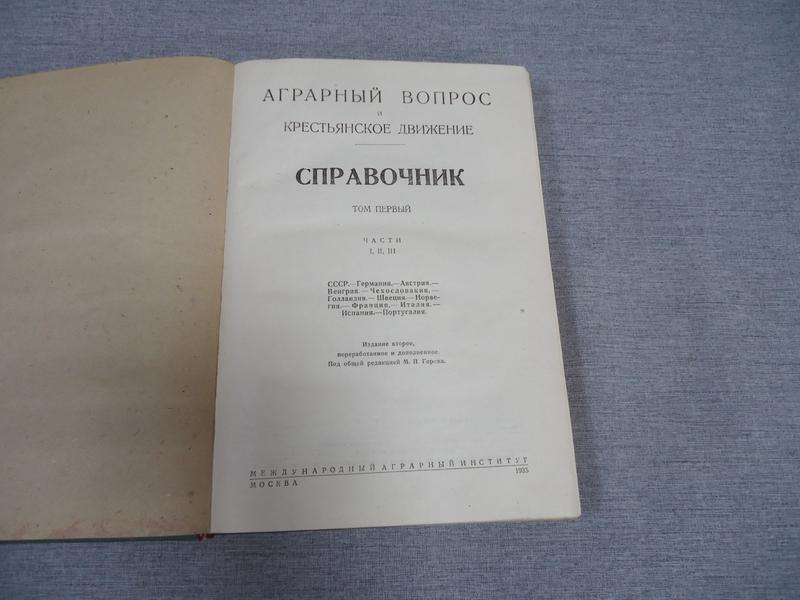 АГРАРНЫЙ ВОПРОС
И
КРЕСТЬЯНСКОЕ ДВИЖЕНИЕ
СПРАВОЧНИК
ТОМ ПЕРВЫЙ
ЧАСТИ
I, II, III
СССР.—Германия.—Австрия.—
Венгрия.—Чехословакия.—
Голландия.—Швеция.—Норве-
гия.—Франция.—Италия.—
Испания.—Португалия.
Издание второе,
переработанное и дополненное.
Под общей редакцией М. П. Горова.
МЕЖДУНАРОДНЫЙ АГРАРНЫЙ ИНСТИТУТ
МОСКВА 1935